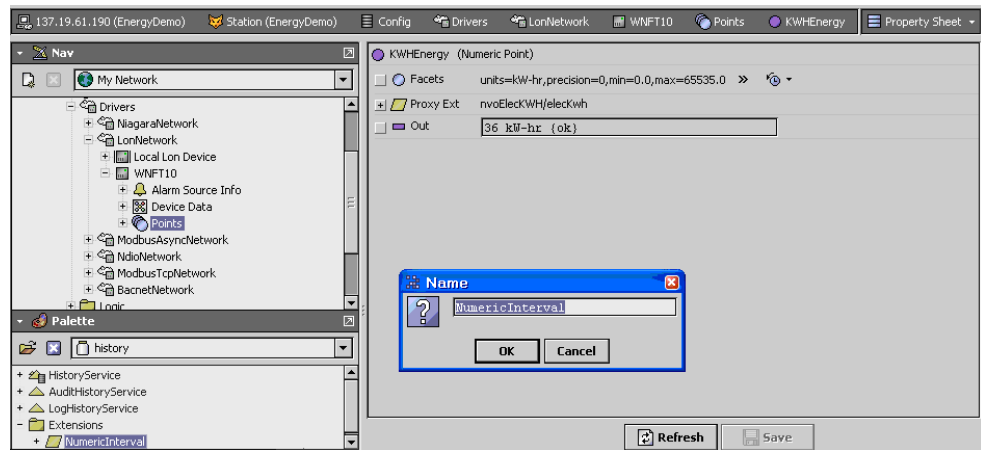 137.19.61.190 (EnergyDemo) Station (EnergyDemo) Config Drivers LonNetwork WNFT10 Points KWHEnergy Property Sheet
Nav
My Network
Drivers
NiagaraNetwork
LonNetwork
Local Lon Device
WNFT10
Alarm Source Info
Device Data
Points
ModbusAsyncNetwork
NdioNetwork
ModbusTcpNetwork
BacnetNetwork
Logic
Palette
history
HistoryService
AuditHistoryService
LogHistoryService
Extensions
NumericInterval
KWHEnergy (Numeric Point)
Facets units=kW-hr,precision=0,min=0.0,max=65535.0 »
Proxy Ext nvoElecKWH/elecKwh
Out 36 kW-hr {ok}
Name
NumericInterval
OK Cancel
Refresh Save